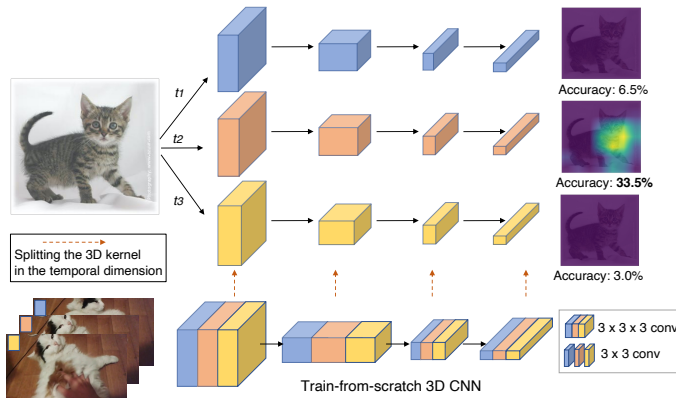 Accuracy: 6.5%
t1
t2
Accuracy: 33.5%
t3
Splitting the 3D kernel
in the temporal dimension
Accuracy: 3.0%
3 x 3 x 3 conv
3 x 3 conv
Train-from-scratch 3D CNN